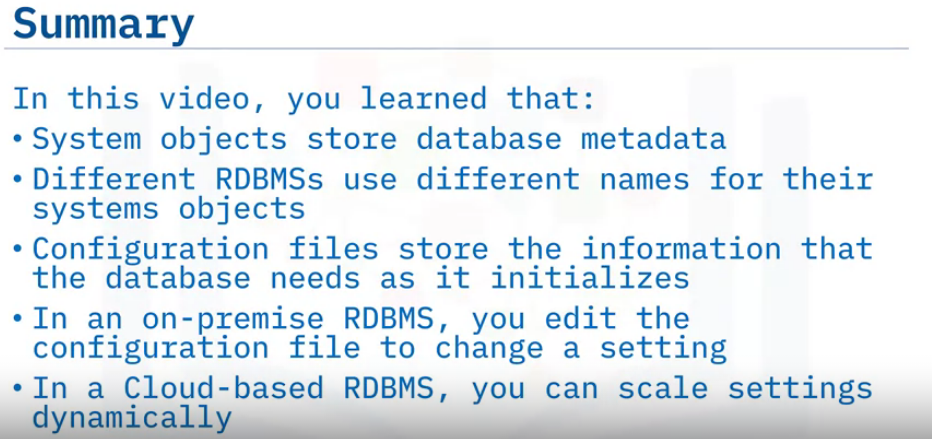 Summary
In this video, you learned that:
• System objects store database metadata
• Different RDBMSs use different names for their
systems objects
• Configuration files store the information that
the database needs as it initializes
• In an on-premise RDBMS, you edit the
configuration file to change a setting
• In a Cloud-based RDBMS, you can scale settings
dynamically